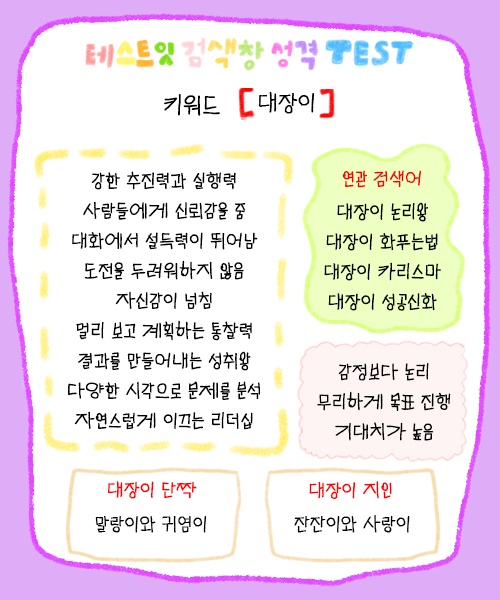 테스트잇 검색창 성격 TEST
키워드 [대장이]
강한 추진력과 실행력
사람들에게 신뢰감을 줌
대화에서 설득력이 뛰어남
도전을 두려워하지 않음
자신감이 넘침
멀리 보고 계획하는 통찰력
결과를 만들어내는 성취왕
다양한 시각으로 문제를 분석
자연스럽게 이끄는 리더십
연관 검색어
대장이 논리왕
대장이 화푸는법
대장이 카리스마
대장이 성공신화
감정보다 논리
무리하게 목표 진행
기대치가 높음
대장이 단짝
말랑이와 귀염이
대장이 지인
잔잔이와 사랑이